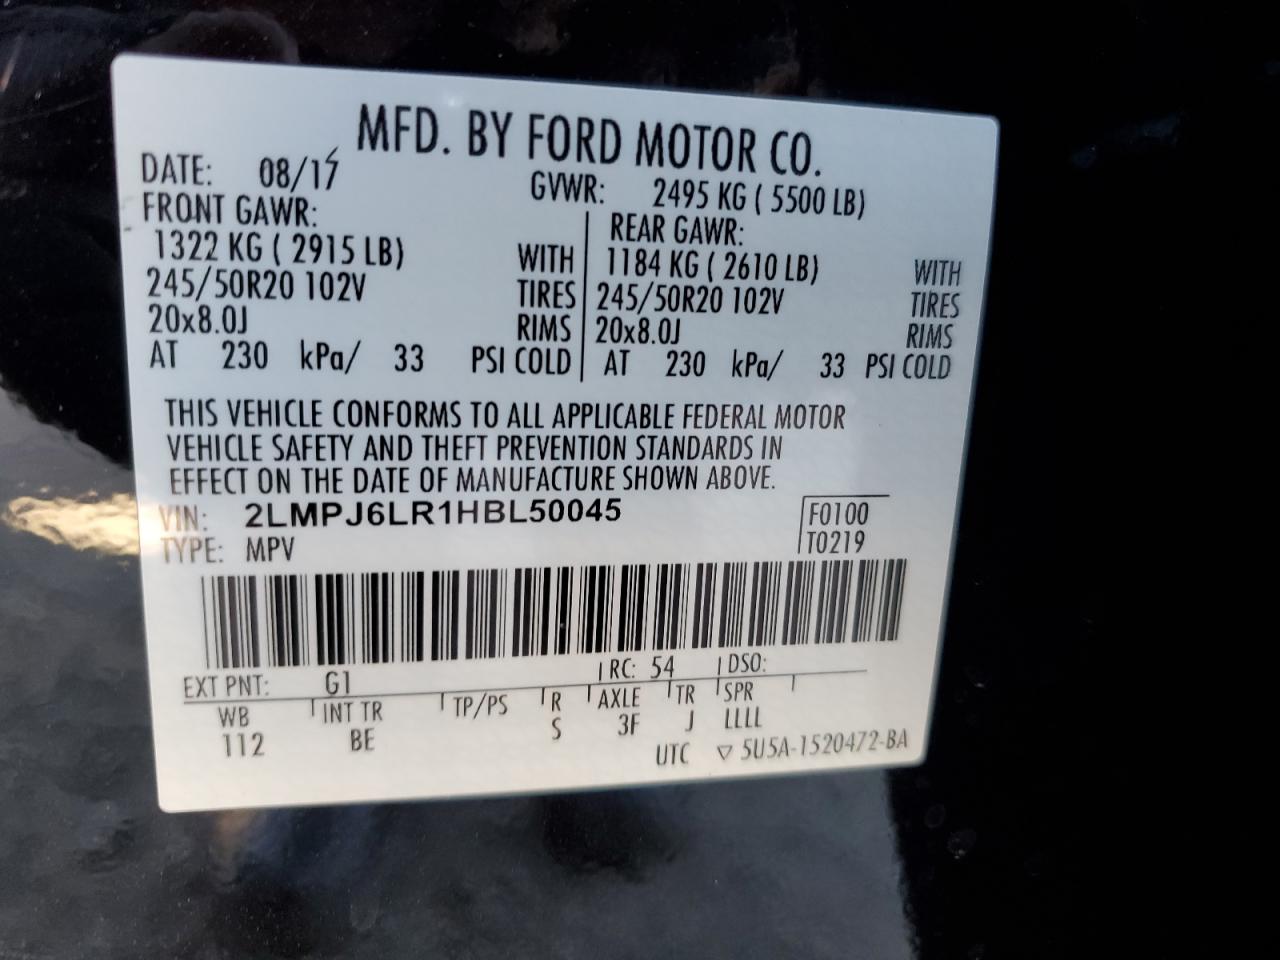 MFD. BY FORD MOTOR CO.
DATE: 08/17 GVWR: 2495 KG ( 5500 LB)
FRONT GAWR: REAR GAWR:
1322 KG ( 2915 LB) WITH 1184 KG ( 2610 LB) WITH
245/50R20 102V TIRES 245/50R20 102V TIRES
20x8.0J RIMS 20x8.0J RIMS
AT 230 kPa/ 33 PSI COLD AT 230 kPa/ 33 PSI COLD
THIS VEHICLE CONFORMS TO ALL APPLICABLE FEDERAL MOTOR
VEHICLE SAFETY AND THEFT PREVENTION STANDARDS IN
EFFECT ON THE DATE OF MANUFACTURE SHOWN ABOVE.
VIN: 2LMPJ6LR1HBL50045 F0100
TYPE: MPV T0219
EXT PNT: G1 RC: 54 DSO:
WB INT TR TP/PS R AXLE TR SPR
112 BE S 3F J LLLL
UTC ▽ 5U5A-1520472-BA